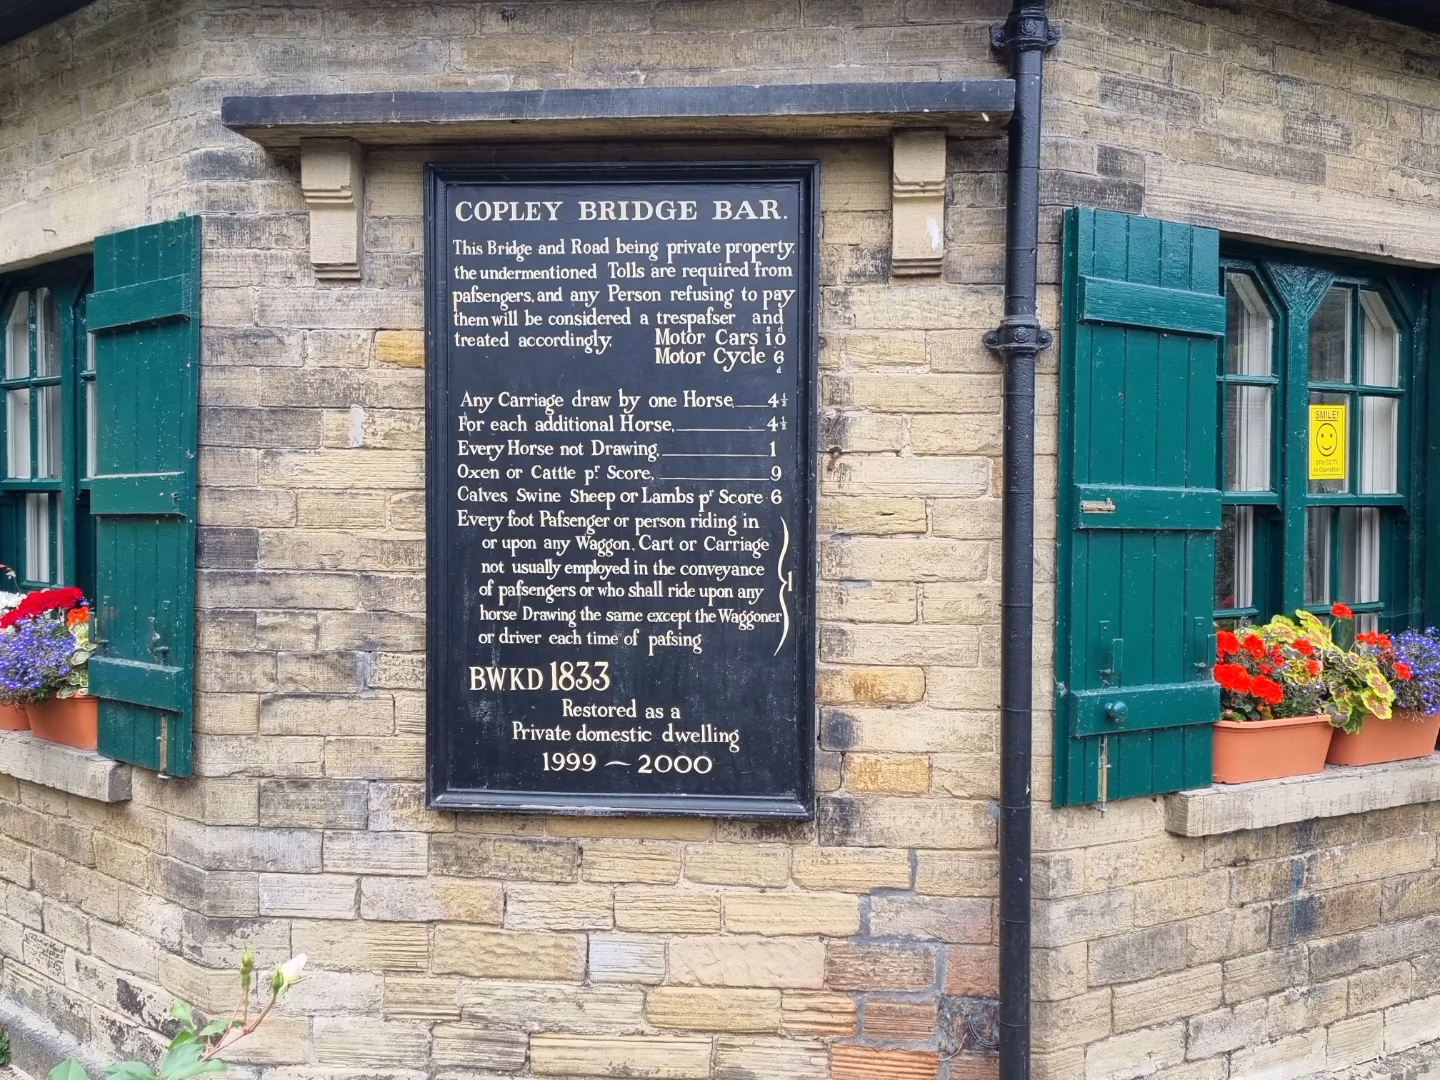 COPLEY BRIDGE BAR.
This Bridge and Road being private property,
the undermentioned Tolls are required from
paſsengers, and any Person refusing to pay
them will be considered a trespaſser and
treated accordingly.
s d
Motor Cars 1 0
Motor Cycle 6
d
Any Carriage draw by one Horse, 4½
For each additional Horse, 4½
Every Horse not Drawing, 1
Oxen or Cattle pr. Score, 9
Calves Swine Sheep or Lambs pr Score 6
Every foot Paſsenger or person riding in
or upon any Waggon, Cart or Carriage
not usually employed in the conveyance
of paſsengers or who shall ride upon any
horse Drawing the same except the Waggoner
or driver each time of paſsing
1
B.W.K.D 1833
Restored as a
Private domestic dwelling
1999 – 2000
SMILE!
24hr CCTV
in Operation